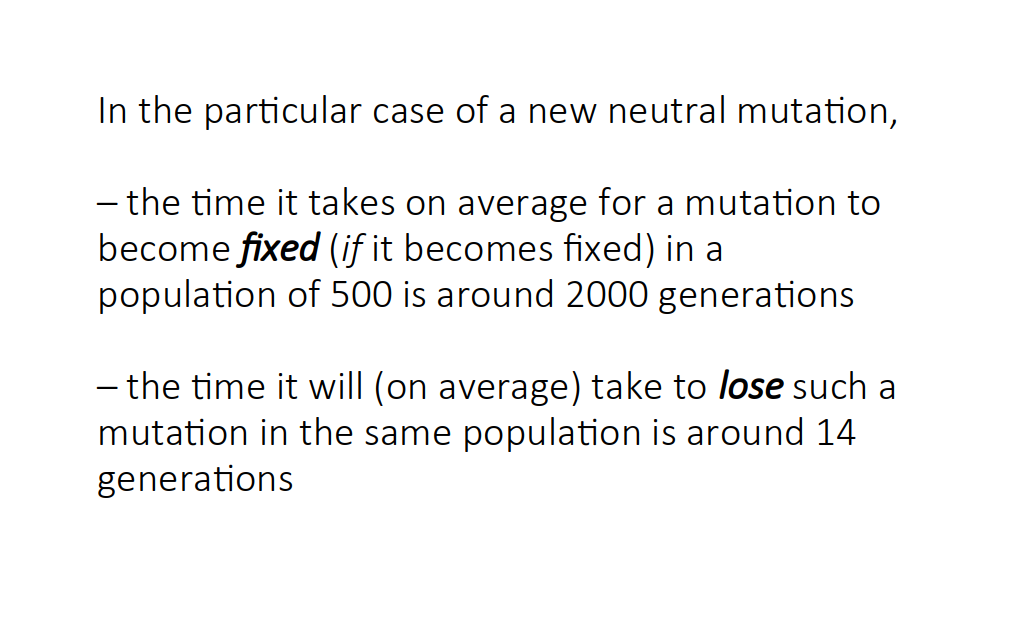 In the particular case of a new neutral mutation,
– the time it takes on average for a mutation to
become fixed (if it becomes fixed) in a
population of 500 is around 2000 generations
– the time it will (on average) take to lose such a
mutation in the same population is around 14
generations